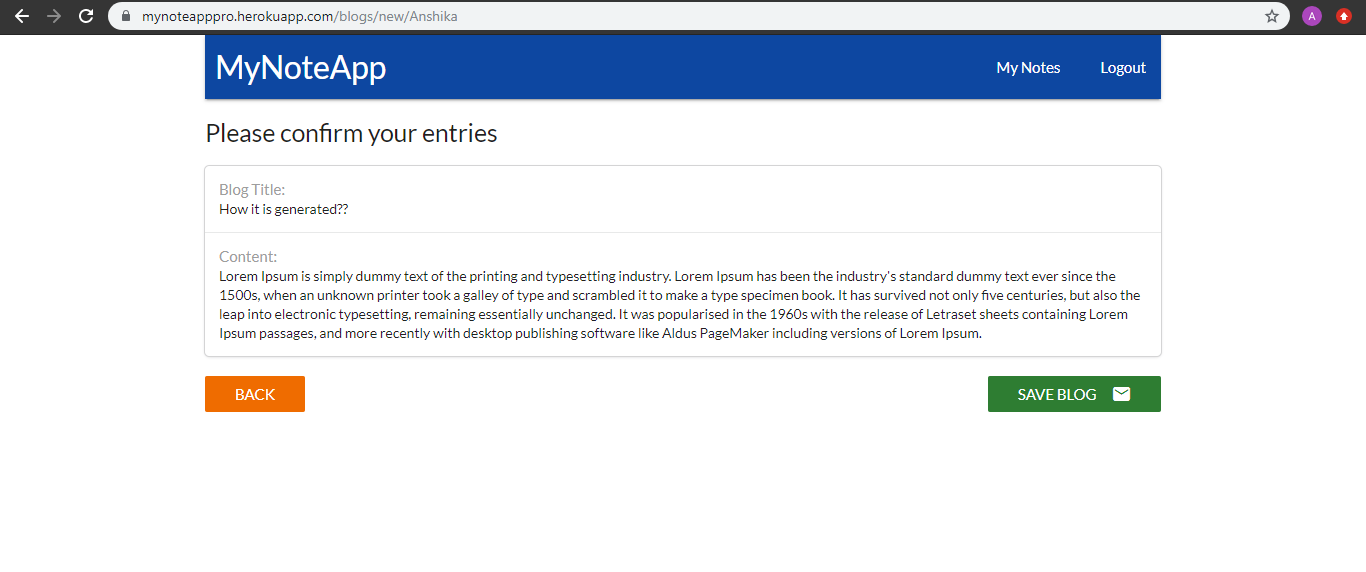 mynoteapppro.herokuapp.com/blogs/new/Anshika
A
MyNoteApp
My Notes
Logout
Please confirm your entries
Blog Title:
How it is generated??
Content:
Lorem Ipsum is simply dummy text of the printing and typesetting industry. Lorem Ipsum has been the industry's standard dummy text ever since the
1500s, when an unknown printer took a galley of type and scrambled it to make a type specimen book. It has survived not only five centuries, but also the
leap into electronic typesetting, remaining essentially unchanged. It was popularised in the 1960s with the release of Letraset sheets containing Lorem
Ipsum passages, and more recently with desktop publishing software like Aldus PageMaker including versions of Lorem Ipsum.
BACK
SAVE BLOG